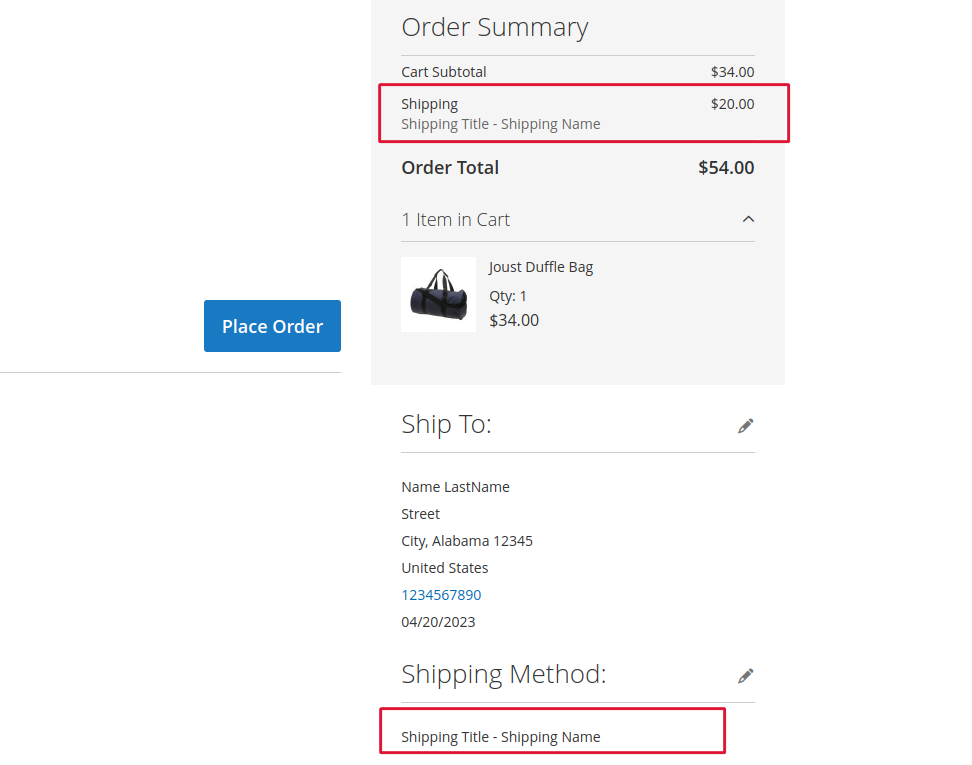 Order Summary
Cart Subtotal $34.00
Shipping $20.00
Shipping Title - Shipping Name
Order Total $54.00
1 Item in Cart
Joust Duffle Bag
Qty: 1
$34.00
Place Order
Ship To:
Name LastName
Street
City, Alabama 12345
United States
1234567890
04/20/2023
Shipping Method:
Shipping Title - Shipping Name